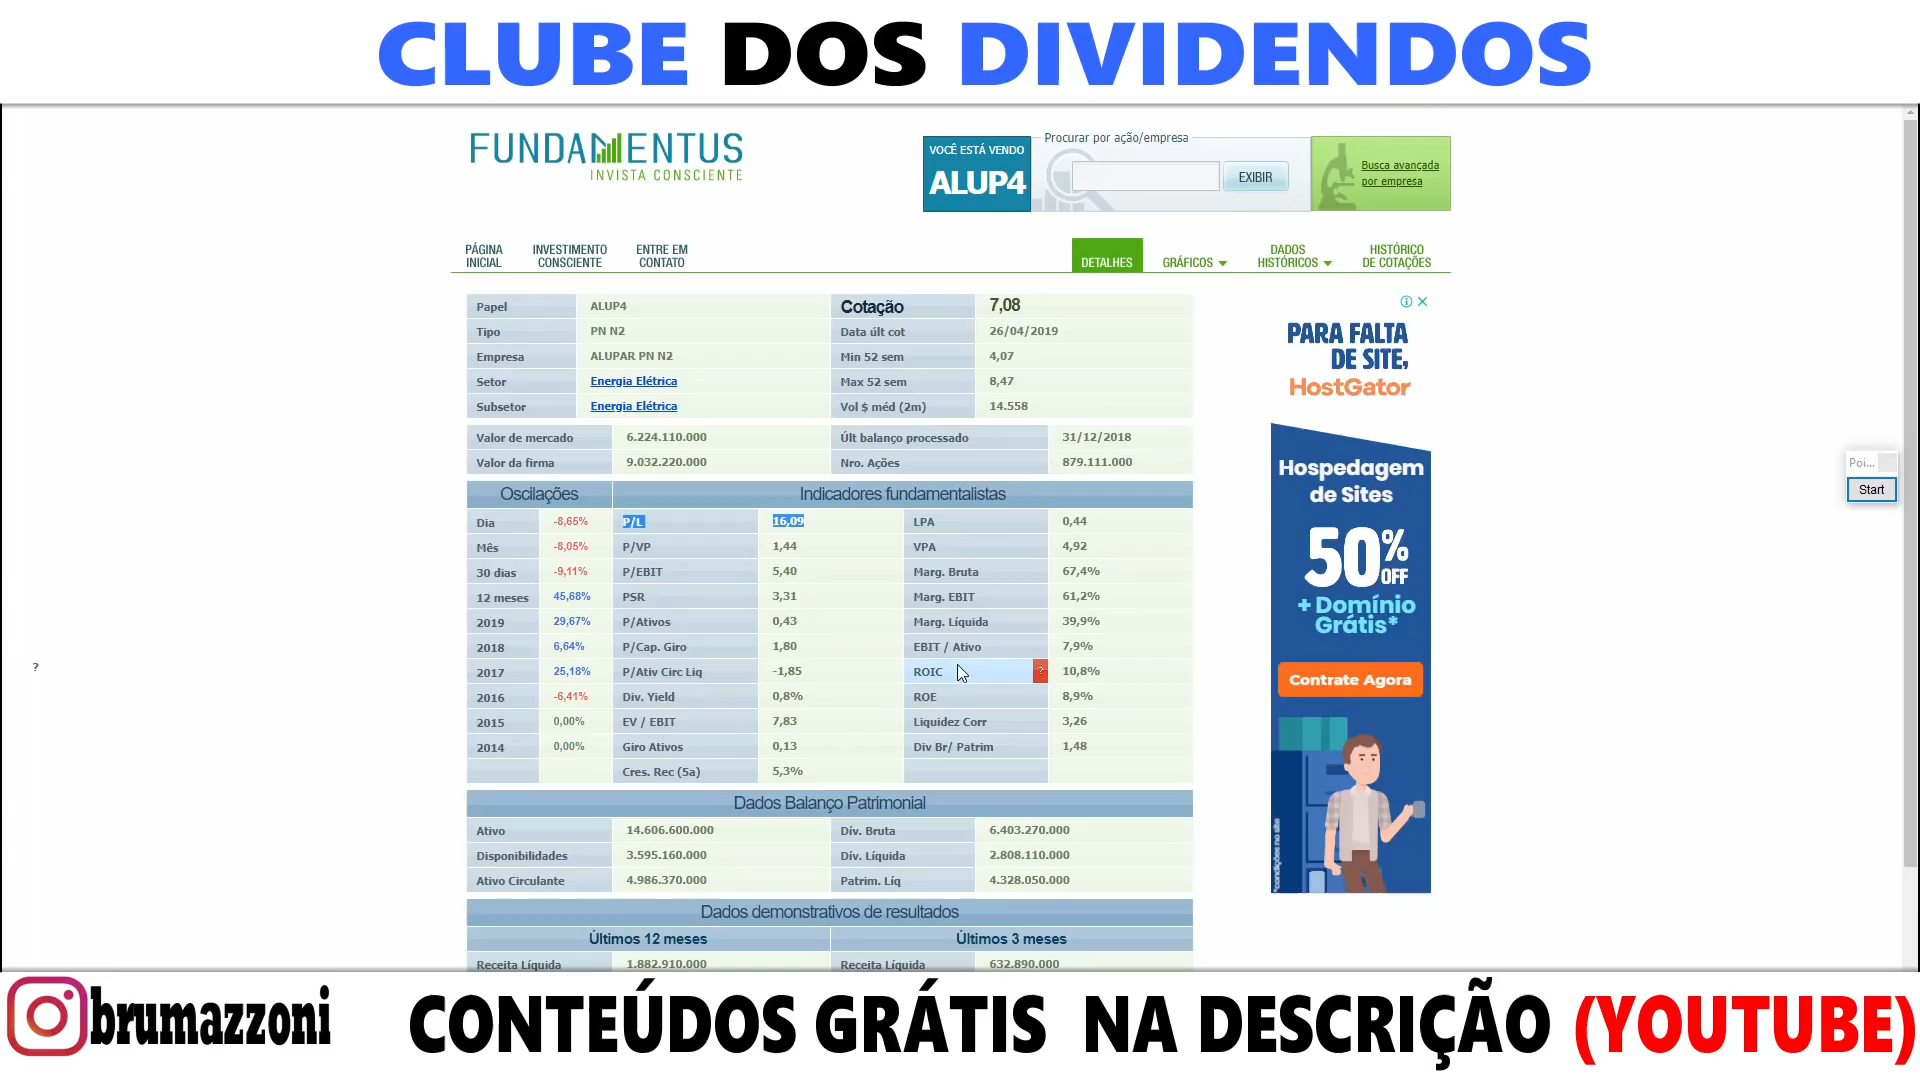 CLUBE DOS DIVIDENDOS
FUNDAMENTUS
INVISTA CONSCIENTE
VOCÊ ESTÁ VENDO
ALUP4
Procurar por ação/empresa
EXIBIR
Busca avançada
por empresa
PÁGINA INICIAL
INVESTIMENTO CONSCIENTE
ENTRE EM CONTATO
DETALHES
GRÁFICOS
DADOS HISTÓRICOS
HISTÓRICO DE COTAÇÕES
Papel ALUP4 Cotação 7,08
Tipo PN N2 Data últ cot 26/04/2019
Empresa ALUPAR PN N2 Min 52 sem 4,07
Setor Energia Elétrica Max 52 sem 8,47
Subsetor Energia Elétrica Vol $ méd (2m) 14.558
Valor de mercado 6.224.110.000 Últ balanço processado 31/12/2018
Valor da firma 9.032.220.000 Nro. Ações 879.111.000
Oscilações Indicadores fundamentalistas
Dia -8,65% P/L 16,09 LPA 0,44
Mês -8,05% P/VP 1,44 VPA 4,92
30 dias -9,11% P/EBIT 5,40 Marg. Bruta 67,4%
12 meses 45,68% PSR 3,31 Marg. EBIT 61,2%
2019 29,67% P/Ativos 0,43 Marg. Líquida 39,9%
2018 6,64% P/Cap. Giro 1,80 EBIT / Ativo 7,9%
2017 25,18% P/Ativ Circ Liq -1,85 ROIC ? 10,8%
2016 -6,41% Div. Yield 0,8% ROE 8,9%
2015 0,00% EV / EBIT 7,83 Liquidez Corr 3,26
2014 0,00% Giro Ativos 0,13 Div Br/ Patrim 1,48
Cres. Rec (5a) 5,3%
Dados Balanço Patrimonial
Ativo 14.606.600.000 Dív. Bruta 6.403.270.000
Disponibilidades 3.595.160.000 Dív. Líquida 2.808.110.000
Ativo Circulante 4.986.370.000 Patrim. Líq 4.328.050.000
Dados demonstrativos de resultados
Últimos 12 meses Últimos 3 meses
Receita Líquida 1.882.910.000 Receita Líquida 632.890.000
PARA FALTA
DE SITE,
HostGator
Hospedagem
de Sites
50% OFF
+ Domínio
Grátis*
Contrate Agora
*condições no site
Poi...
Start
?
brumazzoni
CONTEÚDOS GRÁTIS NA DESCRIÇÃO (YOUTUBE)